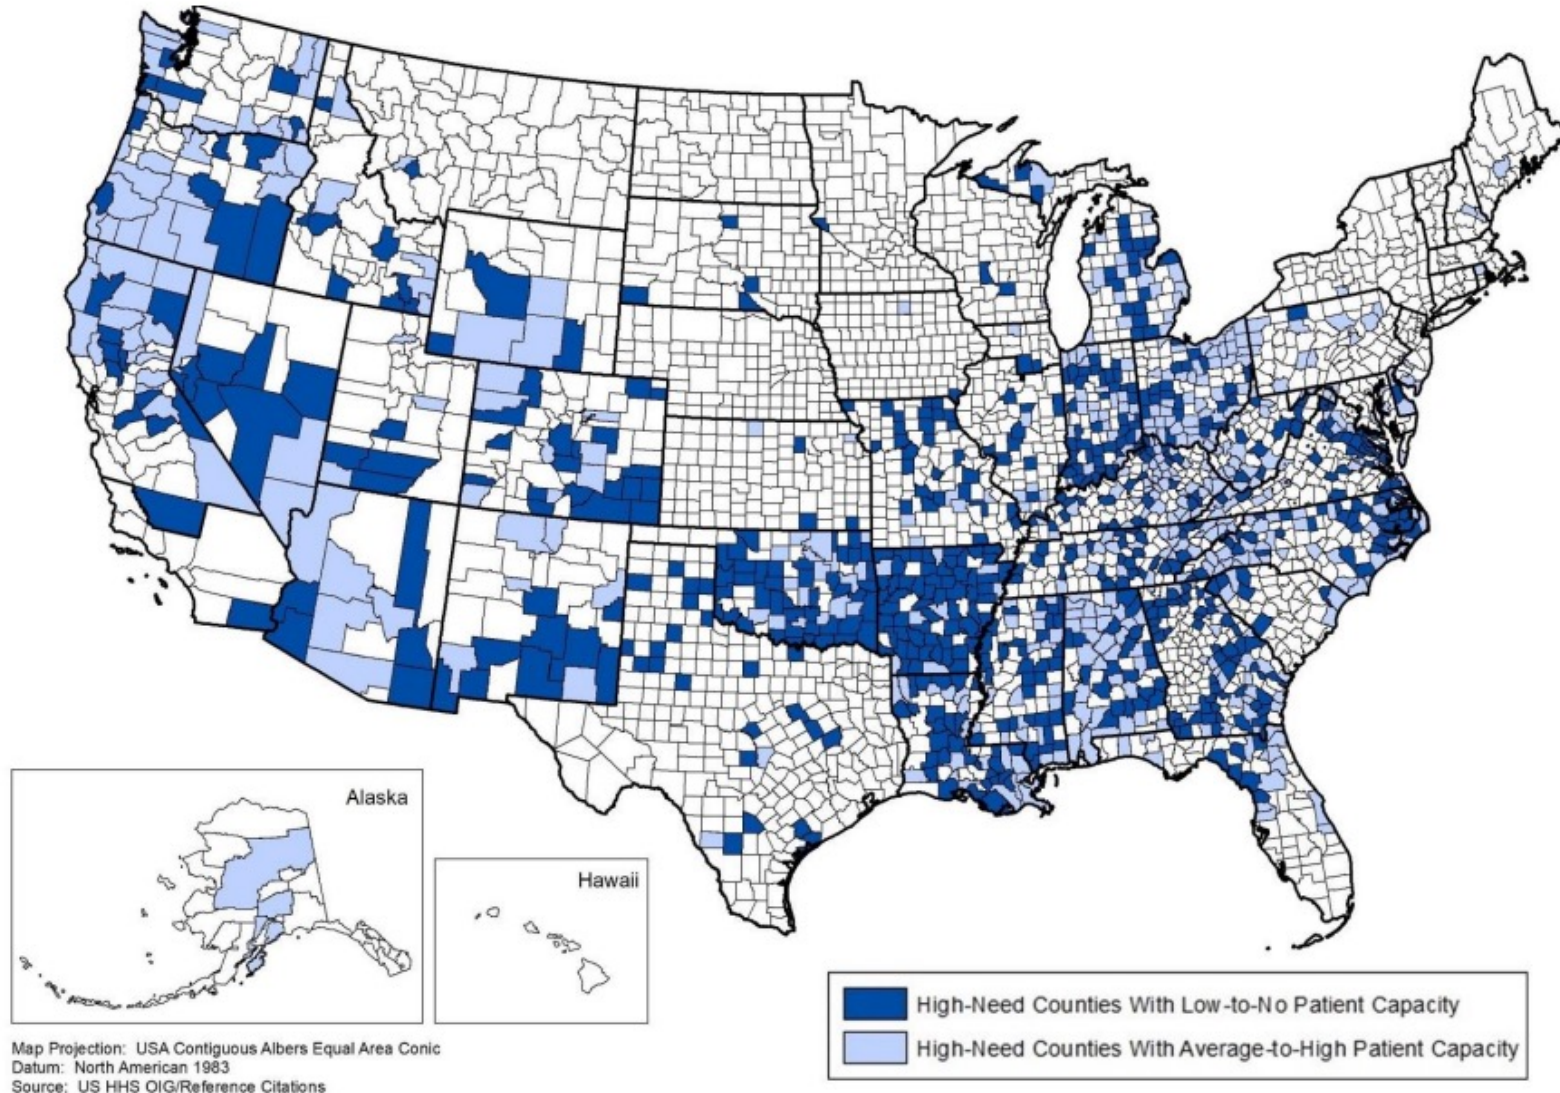 Alaska
Hawaii
High-Need Counties With Low-to-No Patient Capacity
High-Need Counties With Average-to-High Patient Capacity
Map Projection: USA Contiguous Albers Equal Area Conic
Datum: North American 1983
Source: US HHS OIG/Reference Citations